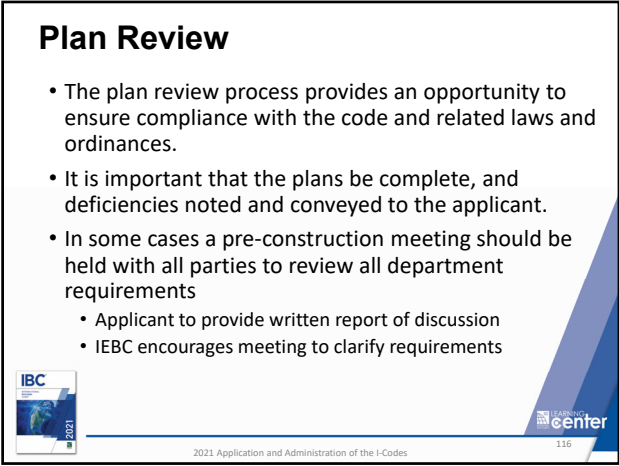 Plan Review
• The plan review process provides an opportunity to
ensure compliance with the code and related laws and
ordinances.
• It is important that the plans be complete, and
deficiencies noted and conveyed to the applicant.
• In some cases a pre-construction meeting should be
held with all parties to review all department
requirements
• Applicant to provide written report of discussion
• IEBC encourages meeting to clarify requirements
IBC
2021
LEARNING
center
2021 Application and Administration of the I-Codes
116